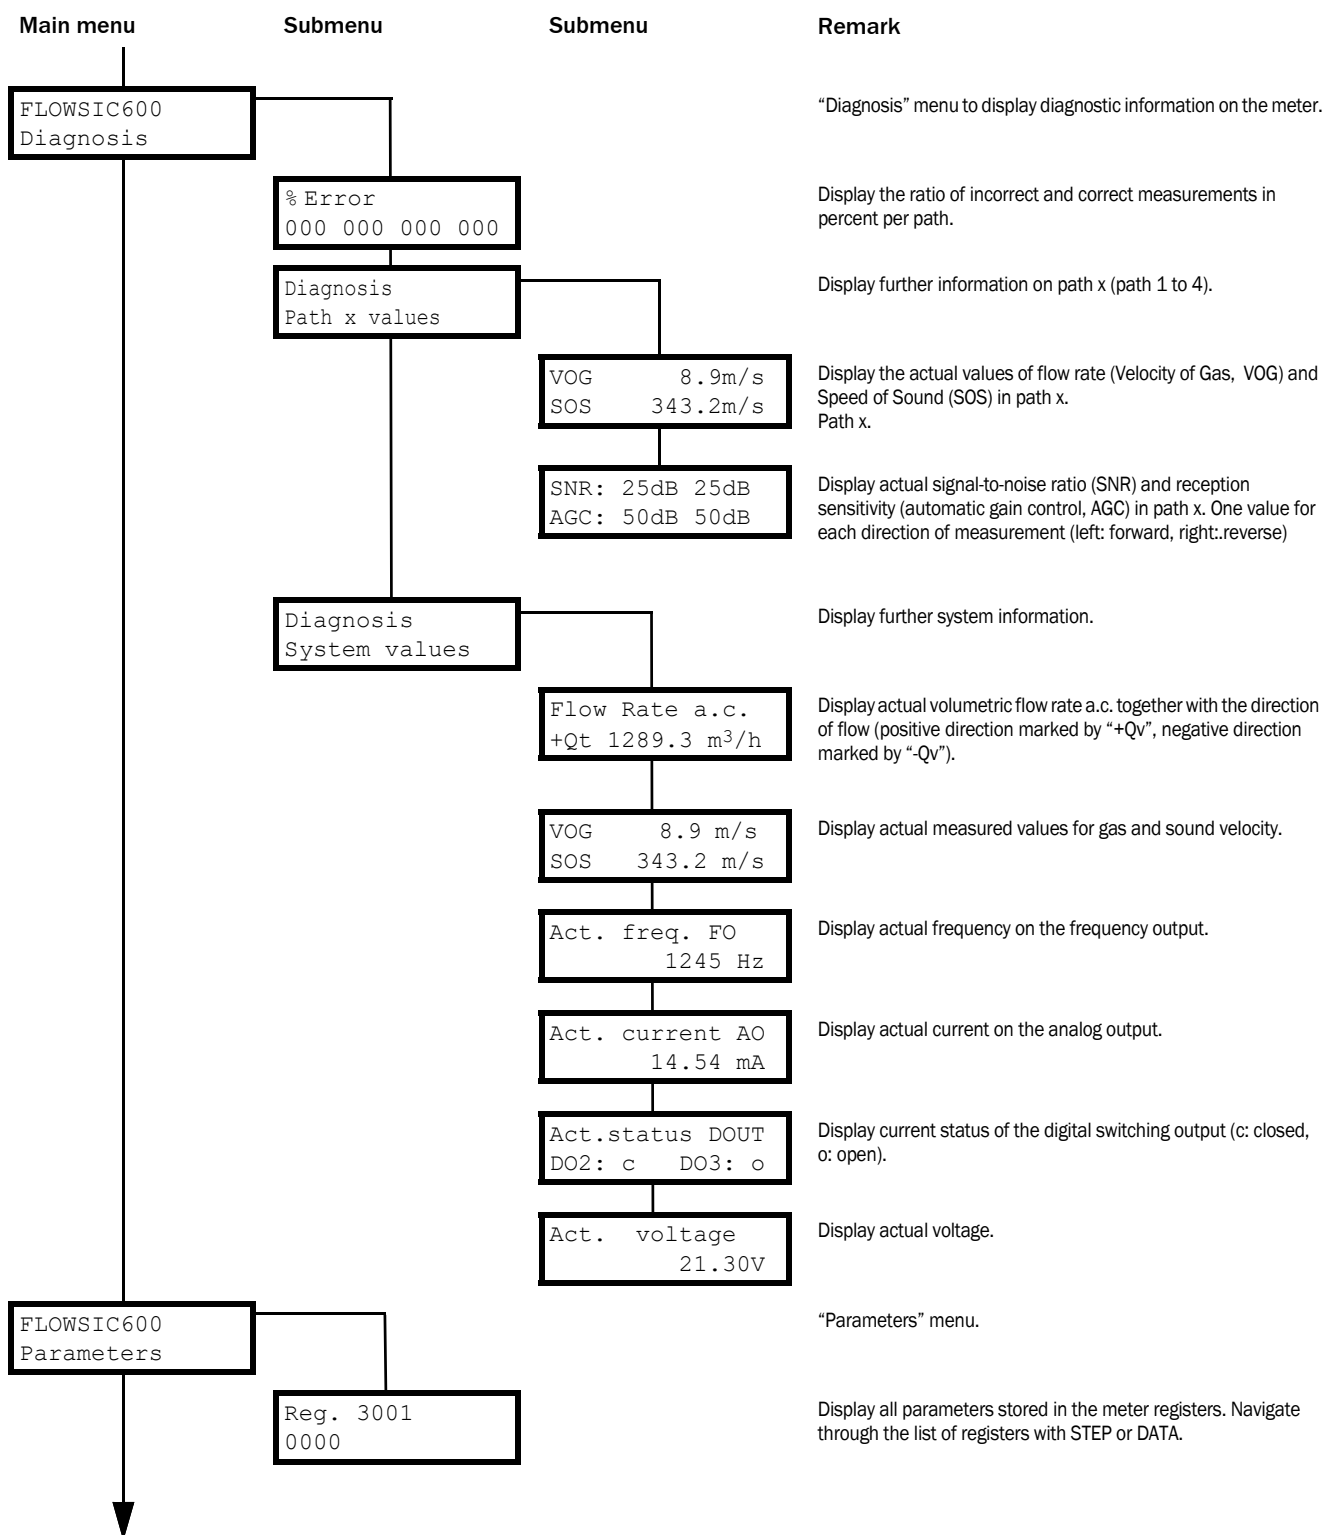 Main menu
Submenu
Submenu
Remark
FLOWSIC600
Diagnosis
“Diagnosis” menu to display diagnostic information on the meter.
% Error
000 000 000 000
Display the ratio of incorrect and correct measurements in
percent per path.
Diagnosis
Path x values
Display further information on path x (path 1 to 4).
VOG 8.9m/s
SOS 343.2m/s
Display the actual values of flow rate (Velocity of Gas, VOG) and
Speed of Sound (SOS) in path x.
Path x.
SNR: 25dB 25dB
AGC: 50dB 50dB
Display actual signal-to-noise ratio (SNR) and reception
sensitivity (automatic gain control, AGC) in path x. One value for
each direction of measurement (left: forward, right:.reverse)
Diagnosis
System values
Display further system information.
Flow Rate a.c.
+Qt 1289.3 m³/h
Display actual volumetric flow rate a.c. together with the direction
of flow (positive direction marked by “+Qv”, negative direction
marked by “-Qv”).
VOG 8.9 m/s
SOS 343.2 m/s
Display actual measured values for gas and sound velocity.
Act. freq. FO
1245 Hz
Display actual frequency on the frequency output.
Act. current AO
14.54 mA
Display actual current on the analog output.
Act.status DOUT
DO2: c DO3: o
Display current status of the digital switching output (c: closed,
o: open).
Act. voltage
21.30V
Display actual voltage.
FLOWSIC600
Parameters
“Parameters” menu.
Reg. 3001
0000
Display all parameters stored in the meter registers. Navigate
through the list of registers with STEP or DATA.